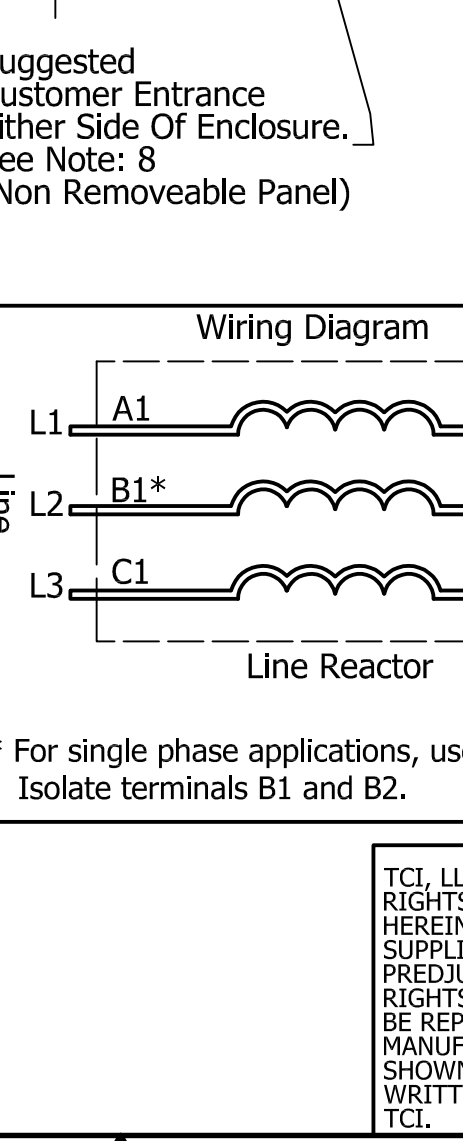 uggested
ustomer Entrance
ither Side Of Enclosure.
ee Note: 8
Non Removeable Panel)
Wiring Diagram
L1 A1
Line
L2 B1*
L3 C1
Line Reactor
* For single phase applications, use
Isolate terminals B1 and B2.
TCI, LL
RIGHTS
HEREIN
SUPPLI
PREDJU
RIGHTS
BE REP
MANUF
SHOWN
WRITT
TCI.